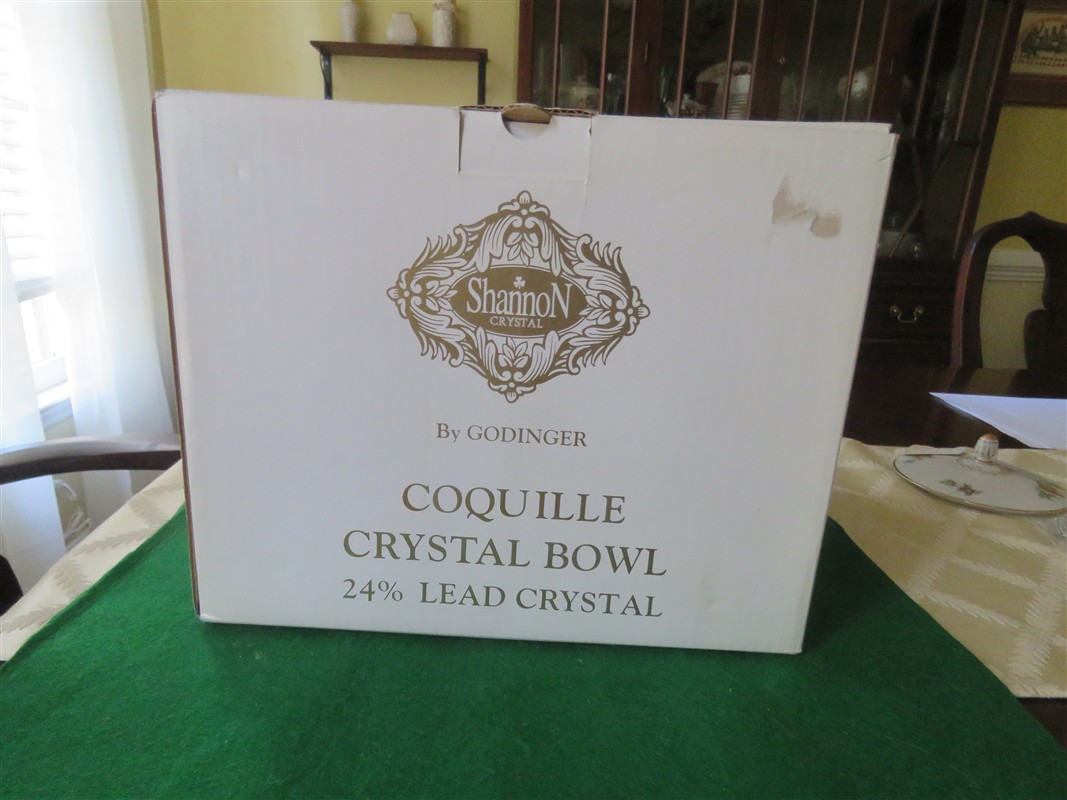 ShannoN
CRYSTAL
By GODINGER
COQUILLE
CRYSTAL BOWL
24% LEAD CRYSTAL